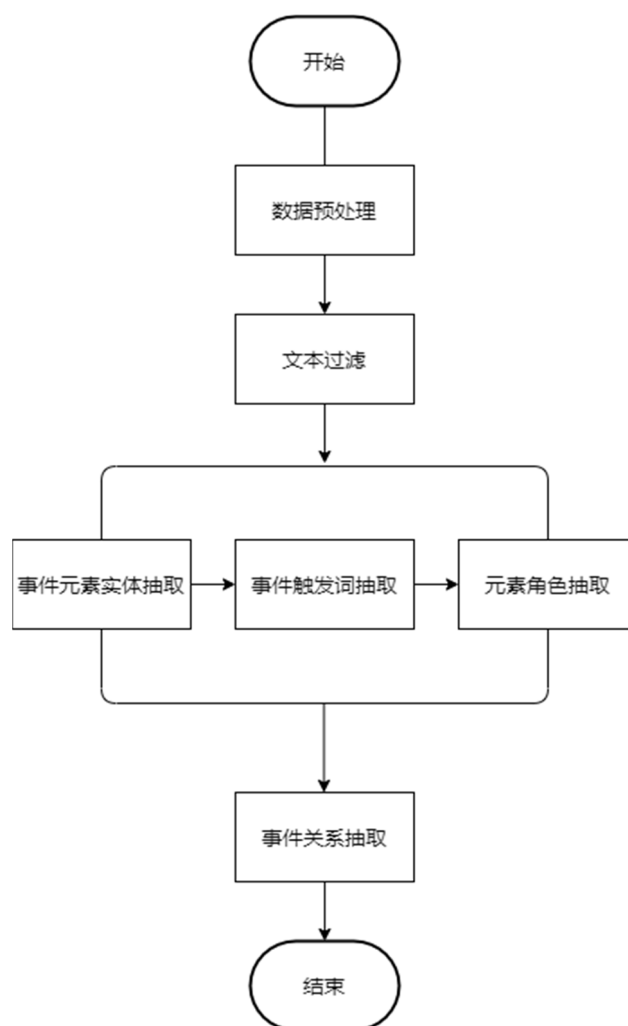 开始
数据预处理
文本过滤
事件元素实体抽取
事件触发词抽取
元素角色抽取
事件关系抽取
结束